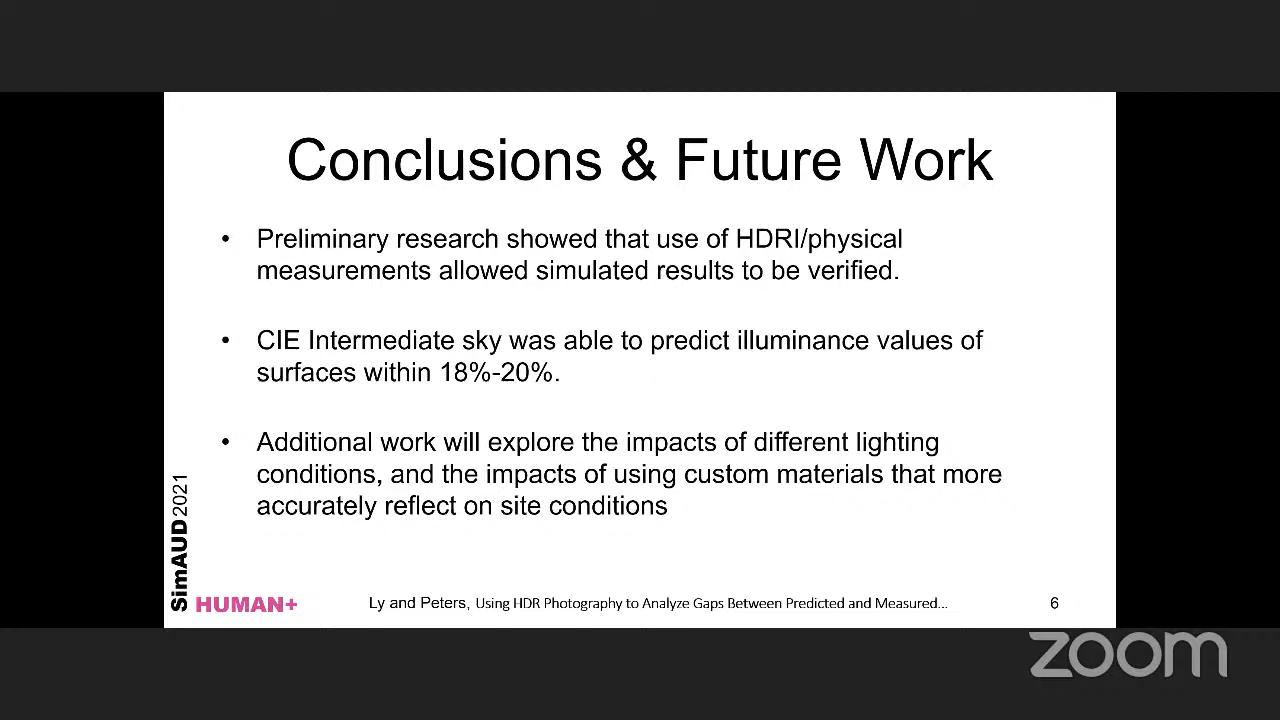 Conclusions & Future Work
• Preliminary research showed that use of HDRI/physical
measurements allowed simulated results to be verified.
• CIE Intermediate sky was able to predict illuminance values of
surfaces within 18%-20%.
• Additional work will explore the impacts of different lighting
conditions, and the impacts of using custom materials that more
accurately reflect on site conditions
SimAUD2021
HUMAN+
Ly and Peters, Using HDR Photography to Analyze Gaps Between Predicted and Measured...
6
zoom